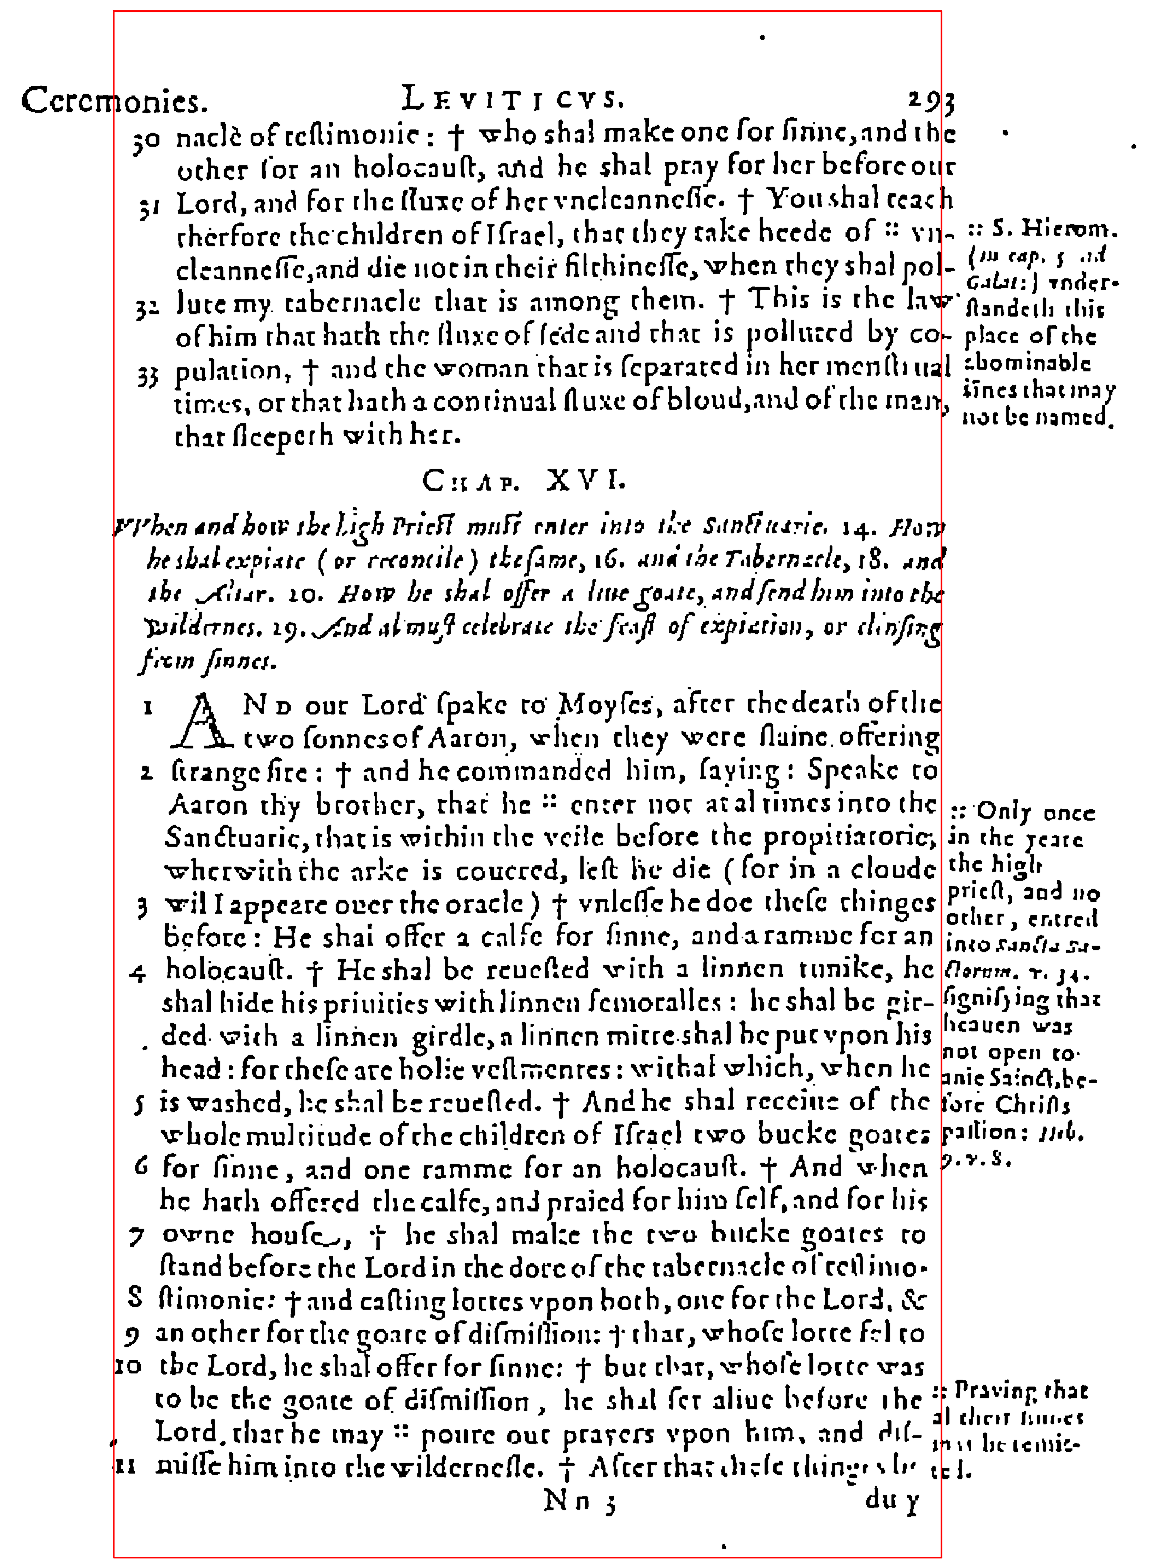 Ceremonies. LEVITICVS. 293
30 nacle of testimonie: † who shal make one for sinne, and the
other for an holocaust, and he shal pray for her before our
31 Lord, and for the fluxe of her vncleannesse. † You shal teach
therfore the children of Israel, that they take heede of :: vn-
cleannesse, and die not in their filthinesse, when they shal pol-
32 lute my tabernacle that is among them. † This is the law
of him that hath the fluxe of sede and that is polluted by co-
33 pulation, † and the woman that is separated in her menstrual
times, or that hath a continual fluxe of bloud, and of the man,
that sleepeth with her.
:: S. Hierom.
(in cap. 5 ad
Galat:) vnder-
standeth this
place of the
abominable
sinnes that may
not be named.
CHAP. XVI.
VVhen and how the high Priest must enter into the Sanctuarie. 14. How
he shal expiate (or reconcile) the same, 16. and the Tabernacle, 18. and
the Altar. 20. How he shal offer a liue goate, and send him into the
wildernes. 29. And al must celebrate the feast of expiation, or clensing
from sinnes.
1 AND our Lord spake to Moyses, after the death of the
two sonnes of Aaron, when they were slaine offering
2 strange fire: † and he commanded him, saying: Speake to
Aaron thy brother, that he :: enter not at al times into the
Sanctuarie, that is within the veile before the propitiatorie,
wherwith the arke is couered, lest he die (for in a cloude
3 wil I appeare ouer the oracle) † vnlesse he doe these thinges
before: He shal offer a calfe for sinne, and a ramme for an
4 holocaust. † He shal be reuested with a linnen tunike, he
shal hide his priuities with linnen femoralles: he shal be gir-
ded with a linnen girdle, a linnen mitre shal he put vpon his
head: for these are holie vestmentes: withal which, when he
5 is washed, he shal be reuested. † And he shal receiue of the
whole multitude of the children of Israel two bucke goates
6 for sinne, and one ramme for an holocaust. † And when
he hath offered the calfe, and praied for him self, and for his
7 owne house, † he shal make the two bucke goates to
stand before the Lord in the dore of the tabernacle of testimo-
8 stimonie: † and casting lottes vpon both, one for the Lord, &
9 an other for the goate of dismission: † that, whose lotte fel to
10 the Lord, he shal offer for sinne: † but that, whose lotte was
to be the goate of dismission, he shal set aliue before the
Lord, that he may :: poure out prayers vpon him, and dis-
11 misse him into the wildernesse. † After that these thinges be
:: Only once
in the yeare
the high
priest, and no
other, entred
into Sancta San-
ctorum. v. 34.
signifying that
heauen was
not open to
anie Sainct, be-
fore Christs
passion: Heb.
9. v. 8.
:: Praying that
al their sinnes
may be remit-
ted.
Nn 3 duy